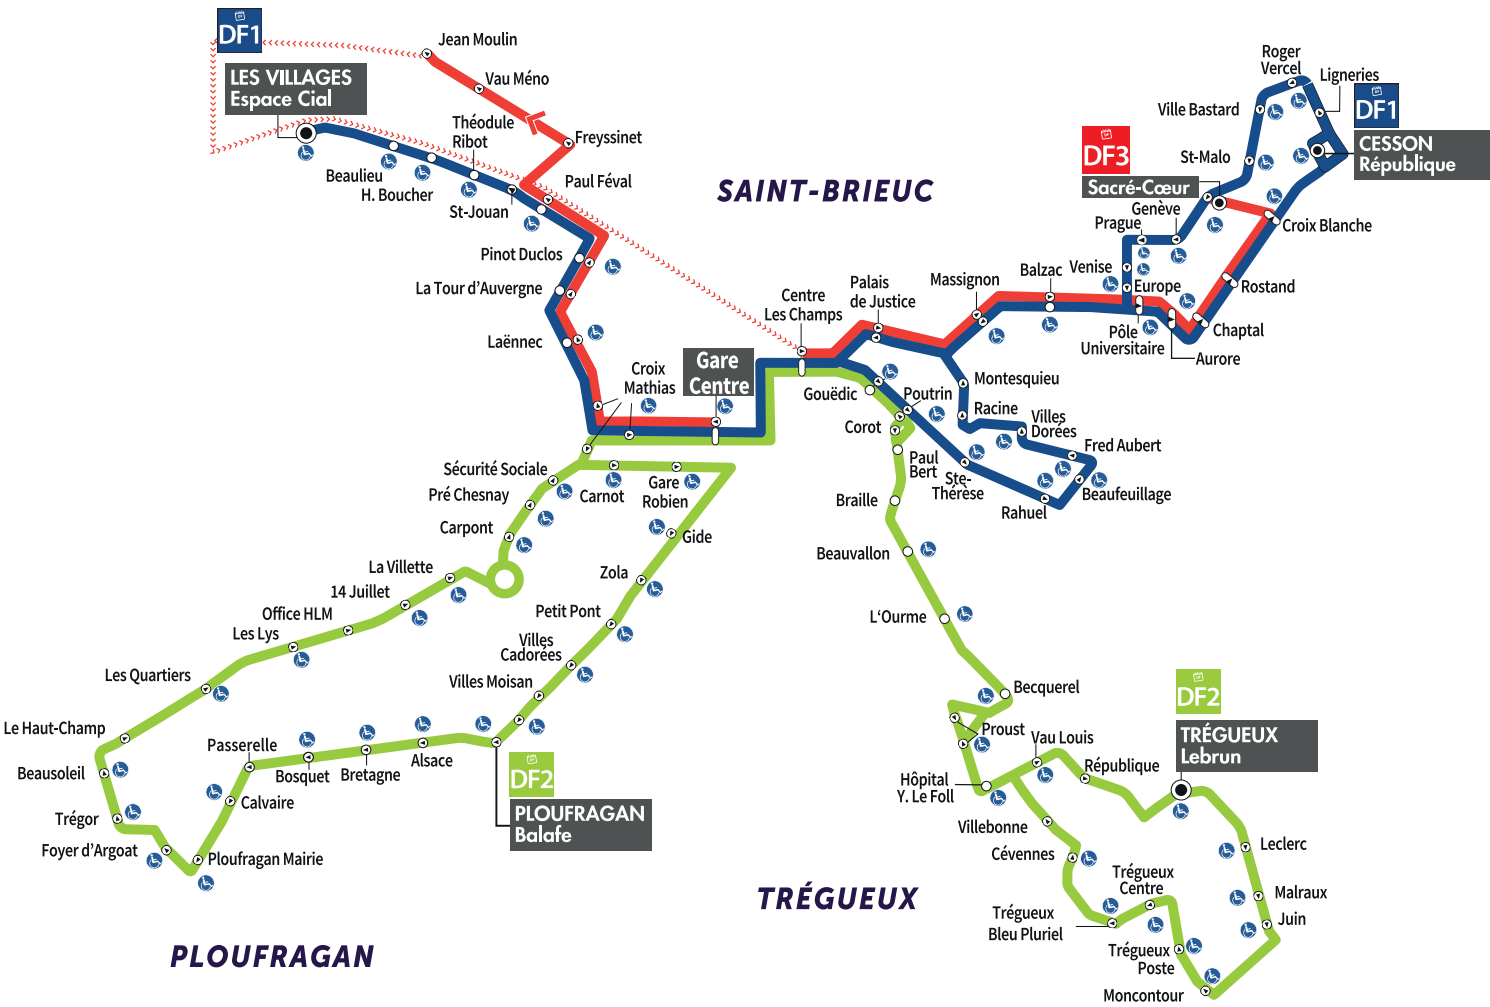 DF1
LES VILLAGES
Espace Cial
Jean Moulin
Vau Méno
Freyssinet
Théodule
Ribot
Beaulieu
H. Boucher
St-Jouan
Paul Féval
Pinot Duclos
La Tour d'Auvergne
Laënnec
Croix
Mathias
Gare
Centre
SAINT-BRIEUC
Centre
Les Champs
Palais
de Justice
Massignon
Balzac
Venise
Europe
Prague
Genève
DF3
Sacré-Cœur
St-Malo
Ville Bastard
Roger
Vercel
Ligneries
DF1
CESSON
République
Croix Blanche
Rostand
Chaptal
Aurore
Pôle
Universitaire
Montesquieu
Racine
Villes
Dorées
Fred Aubert
Beaufeuillage
Rahuel
Ste-
Thérèse
Poutrin
Gouëdic
Corot
Paul
Bert
Braille
Beauvallon
L'Ourme
Becquerel
Proust
Hôpital
Y. Le Foll
Vau Louis
République
DF2
TRÉGUEUX
Lebrun
Leclerc
Malraux
Juin
Moncontour
Trégueux
Poste
Trégueux
Centre
Trégueux
Bleu Pluriel
Cévennes
Villebonne
TRÉGUEUX
Sécurité Sociale
Pré Chesnay
Carpont
Carnot
Gare
Robien
Gide
Zola
Petit Pont
Villes
Cadorées
Villes Moisan
La Villette
14 Juillet
Office HLM
Les Lys
Les Quartiers
Le Haut-Champ
Beausoleil
Trégor
Foyer d'Argoat
Ploufragan Mairie
Calvaire
Passerelle
Bosquet
Bretagne
Alsace
DF2
PLOUFRAGAN
Balafe
PLOUFRAGAN